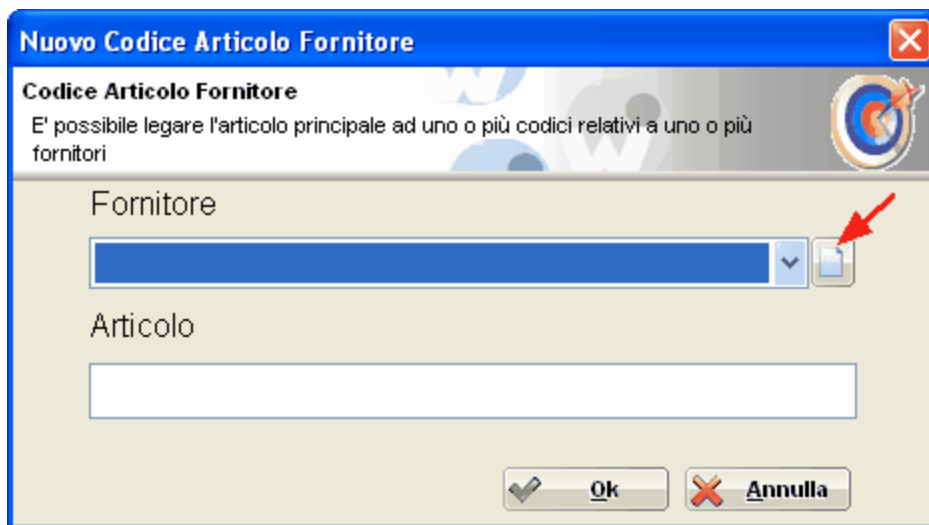 Nuovo Codice Articolo Fornitore
Codice Articolo Fornitore
E' possibile legare l'articolo principale ad uno o più codici relativi a uno o più
fornitori
Fornitore
Articolo
Ok
Annulla